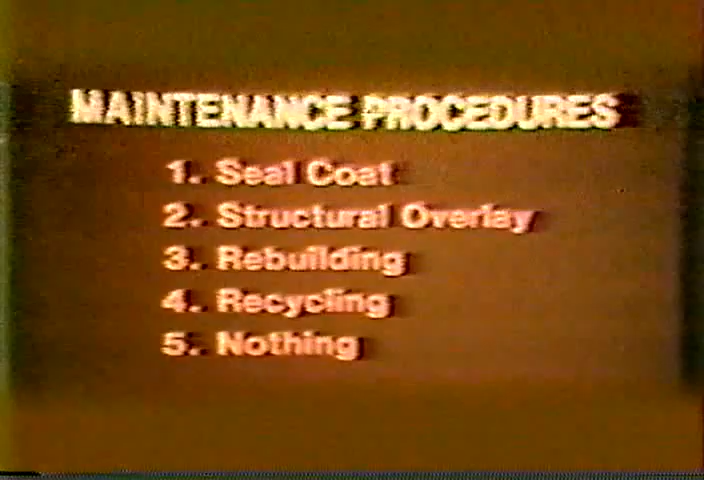 MAINTENANCE PROCEDURES
1. Seal Coat
2. Structural Overlay
3. Rebuilding
4. Recycling
5. Nothing